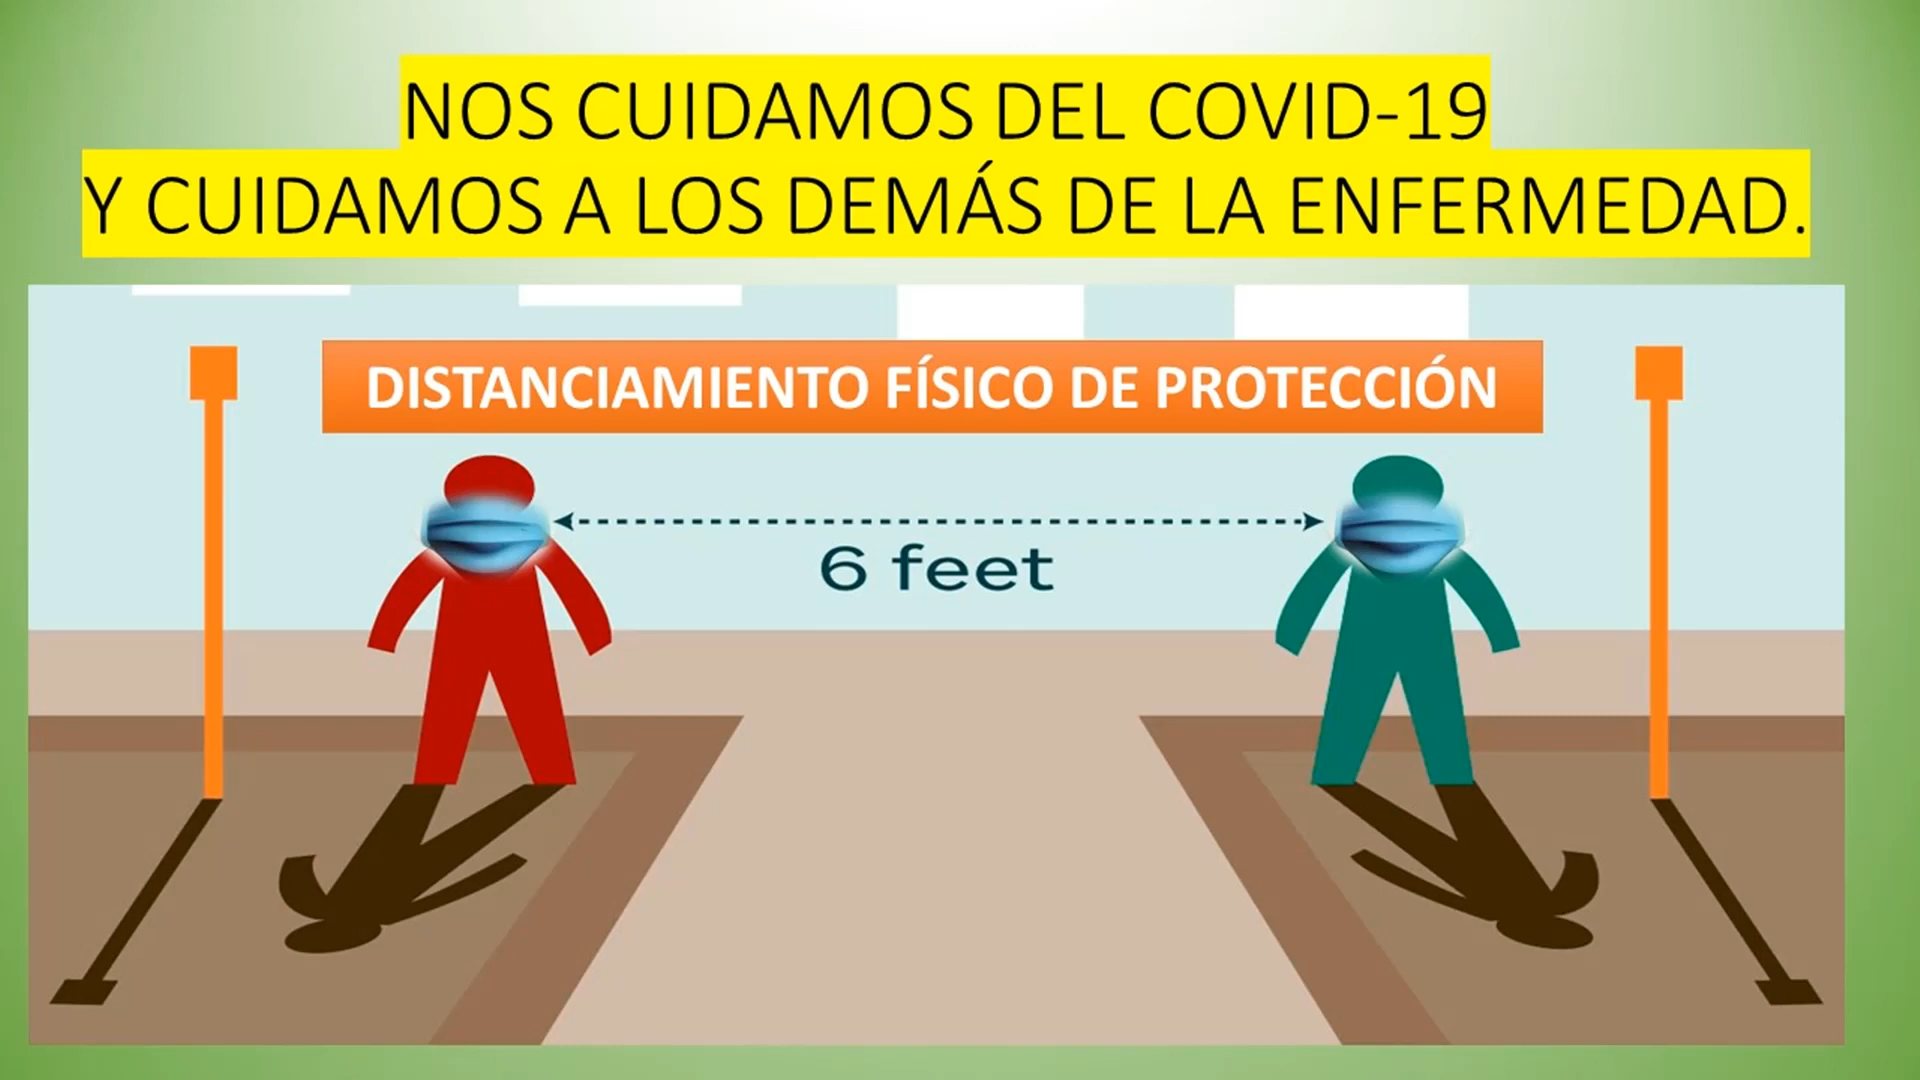 NOS CUIDAMOS DEL COVID-19
Y CUIDAMOS A LOS DEMÁS DE LA ENFERMEDAD.
DISTANCIAMIENTO FÍSICO DE PROTECCIÓN
6 feet